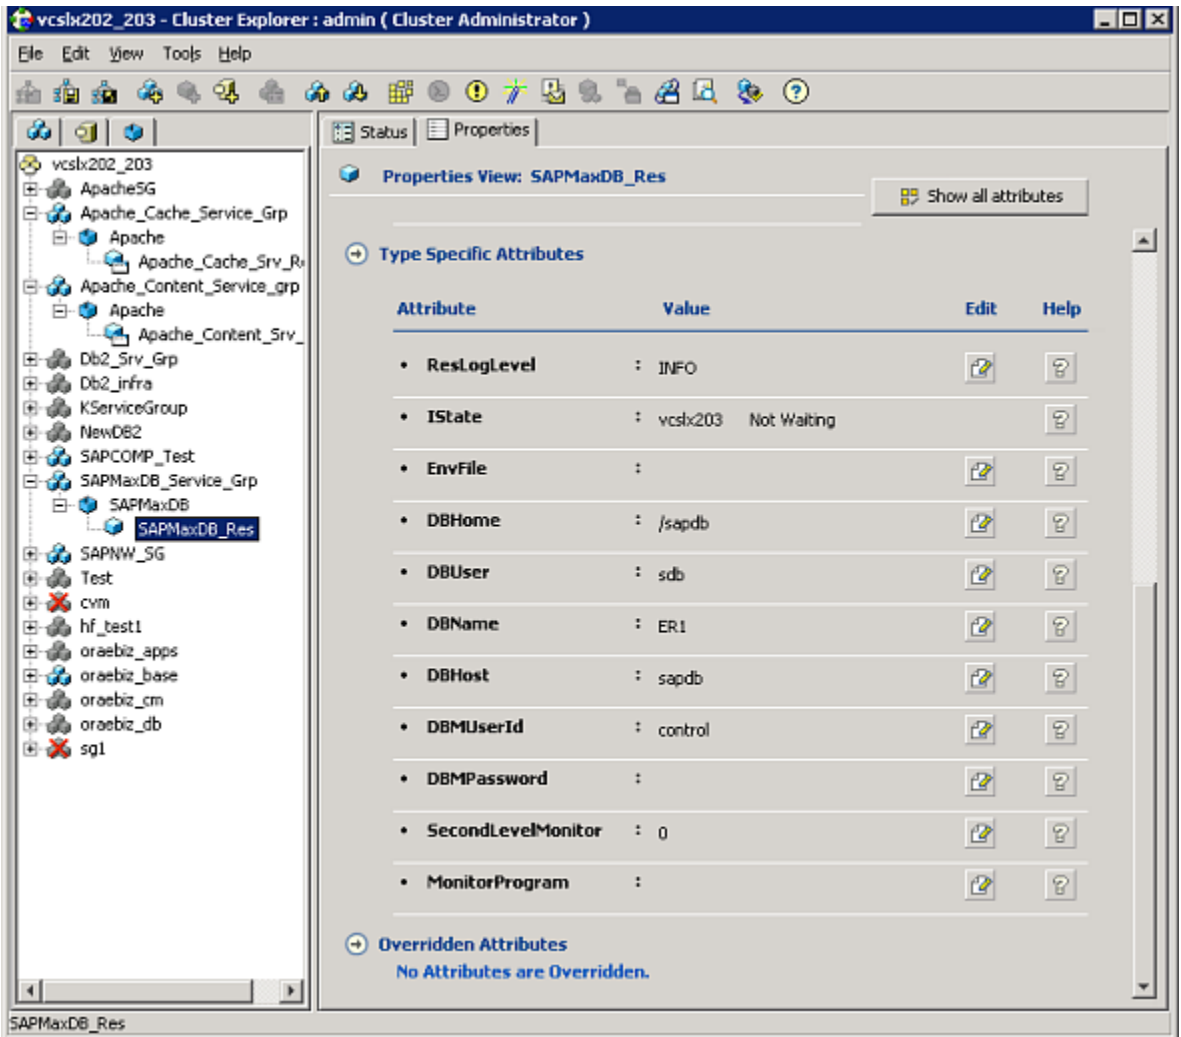 vcslx202_203 - Cluster Explorer : admin ( Cluster Administrator )
File Edit View Tools Help
vcslx202_203
ApacheSG
Apache_Cache_Service_Grp
Apache
Apache_Cache_Srv_R
Apache_Content_Service_grp
Apache
Apache_Content_Srv_
Db2_Srv_Grp
Db2_infra
KServiceGroup
NewDB2
SAPCOMP_Test
SAPMaxDB_Service_Grp
SAPMaxDB
SAPMaxDB_Res
SAPNW_SG
Test
cvm
hf_test1
oraebiz_apps
oraebiz_base
oraebiz_cm
oraebiz_db
sg1
Status Properties
Properties View: SAPMaxDB_Res
Show all attributes
Type Specific Attributes
Attribute Value Edit Help
• ResLogLevel : INFO
• IState : vcslx203 Not Waiting
• EnvFile :
• DBHome : /sapdb
• DBUser : sdb
• DBName : ER1
• DBHost : sapdb
• DBMUserId : control
• DBMPassword :
• SecondLevelMonitor : 0
• MonitorProgram :
Overridden Attributes
No Attributes are Overridden.
SAPMaxDB_Res